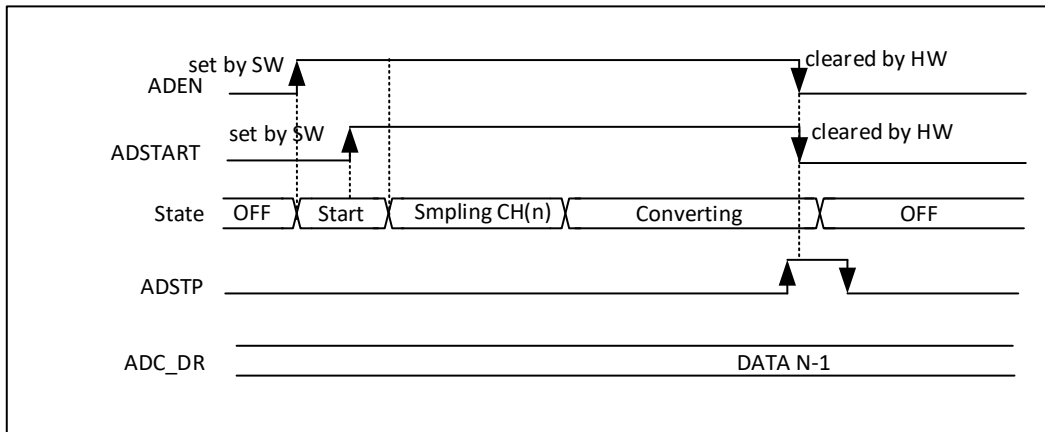 set by SW
cleared by HW
ADEN
set by SW
cleared by HW
ADSTART
State
OFF
Start
Smpling CH(n)
Converting
OFF
ADSTP
ADC_DR
DATA N-1